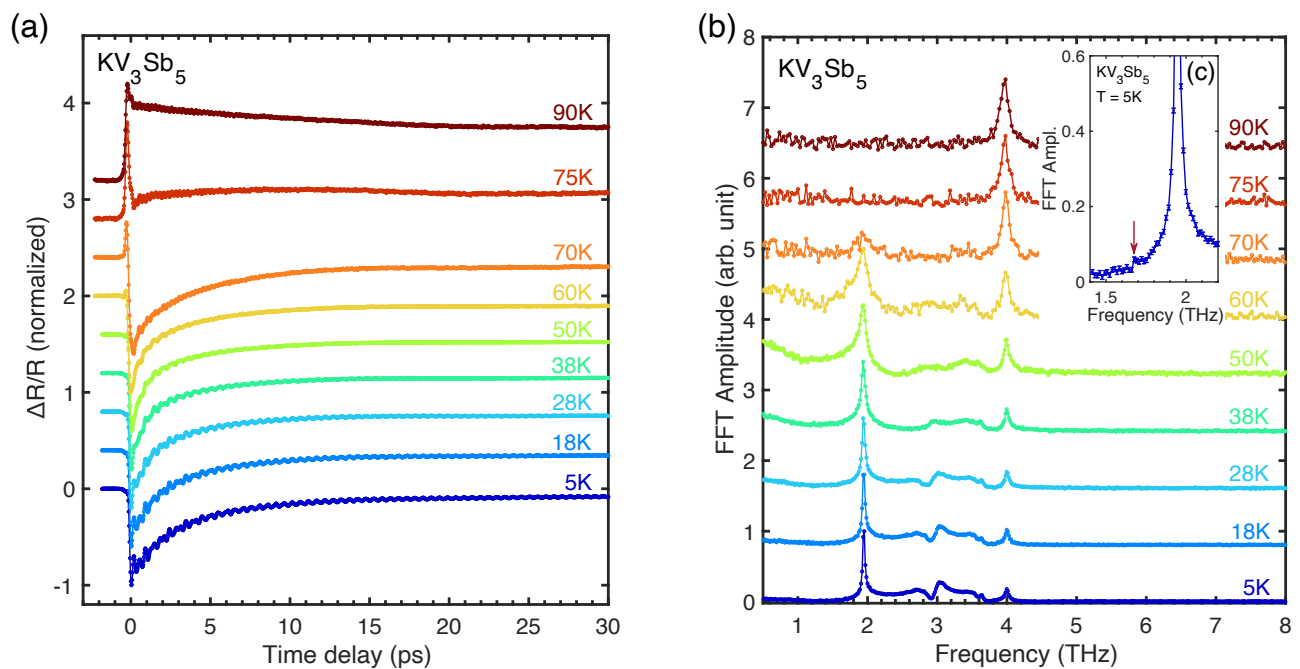 (a)
KV3Sb5
90K
75K
70K
60K
50K
38K
28K
18K
5K
4
3
2
1
0
-1
ΔR/R (normalized)
0 5 10 15 20 25 30
Time delay (ps)
(b)
KV3Sb5
8
7
6
5
4
3
2
1
0
FFT Amplitude (arb. unit)
90K
75K
70K
60K
50K
38K
28K
18K
5K
1 2 3 4 5 6 7 8
Frequency (THz)
(c)
KV3Sb5
T = 5K
0.6
0.4
0.2
0
FFT Ampl.
1.5 2
Frequency (THz)